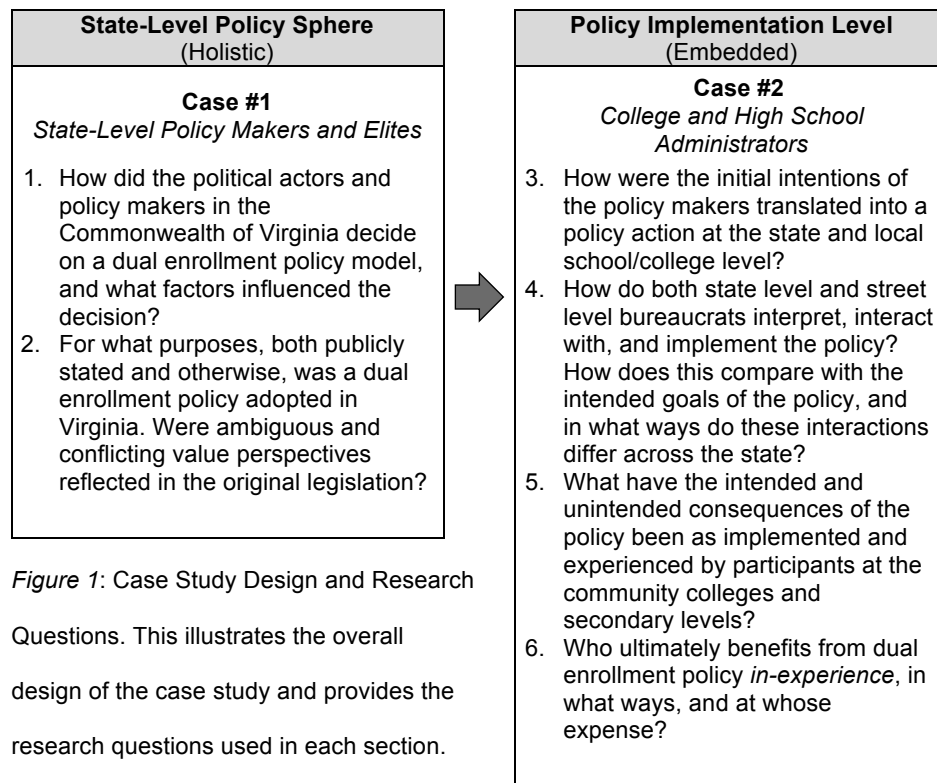 State-Level Policy Sphere
(Holistic)
Case #1
State-Level Policy Makers and Elites
1. How did the political actors and
policy makers in the
Commonwealth of Virginia decide
on a dual enrollment policy model,
and what factors influenced the
decision?
2. For what purposes, both publicly
stated and otherwise, was a dual
enrollment policy adopted in
Virginia. Were ambiguous and
conflicting value perspectives
reflected in the original legislation?
Policy Implementation Level
(Embedded)
Case #2
College and High School
Administrators
3. How were the initial intentions of
the policy makers translated into a
policy action at the state and local
school/college level?
4. How do both state level and street
level bureaucrats interpret, interact
with, and implement the policy?
How does this compare with the
intended goals of the policy, and
in what ways do these interactions
differ across the state?
5. What have the intended and
unintended consequences of the
policy been as implemented and
experienced by participants at the
community colleges and
secondary levels?
6. Who ultimately benefits from dual
enrollment policy in-experience, in
what ways, and at whose
expense?
Figure 1: Case Study Design and Research
Questions. This illustrates the overall
design of the case study and provides the
research questions used in each section.